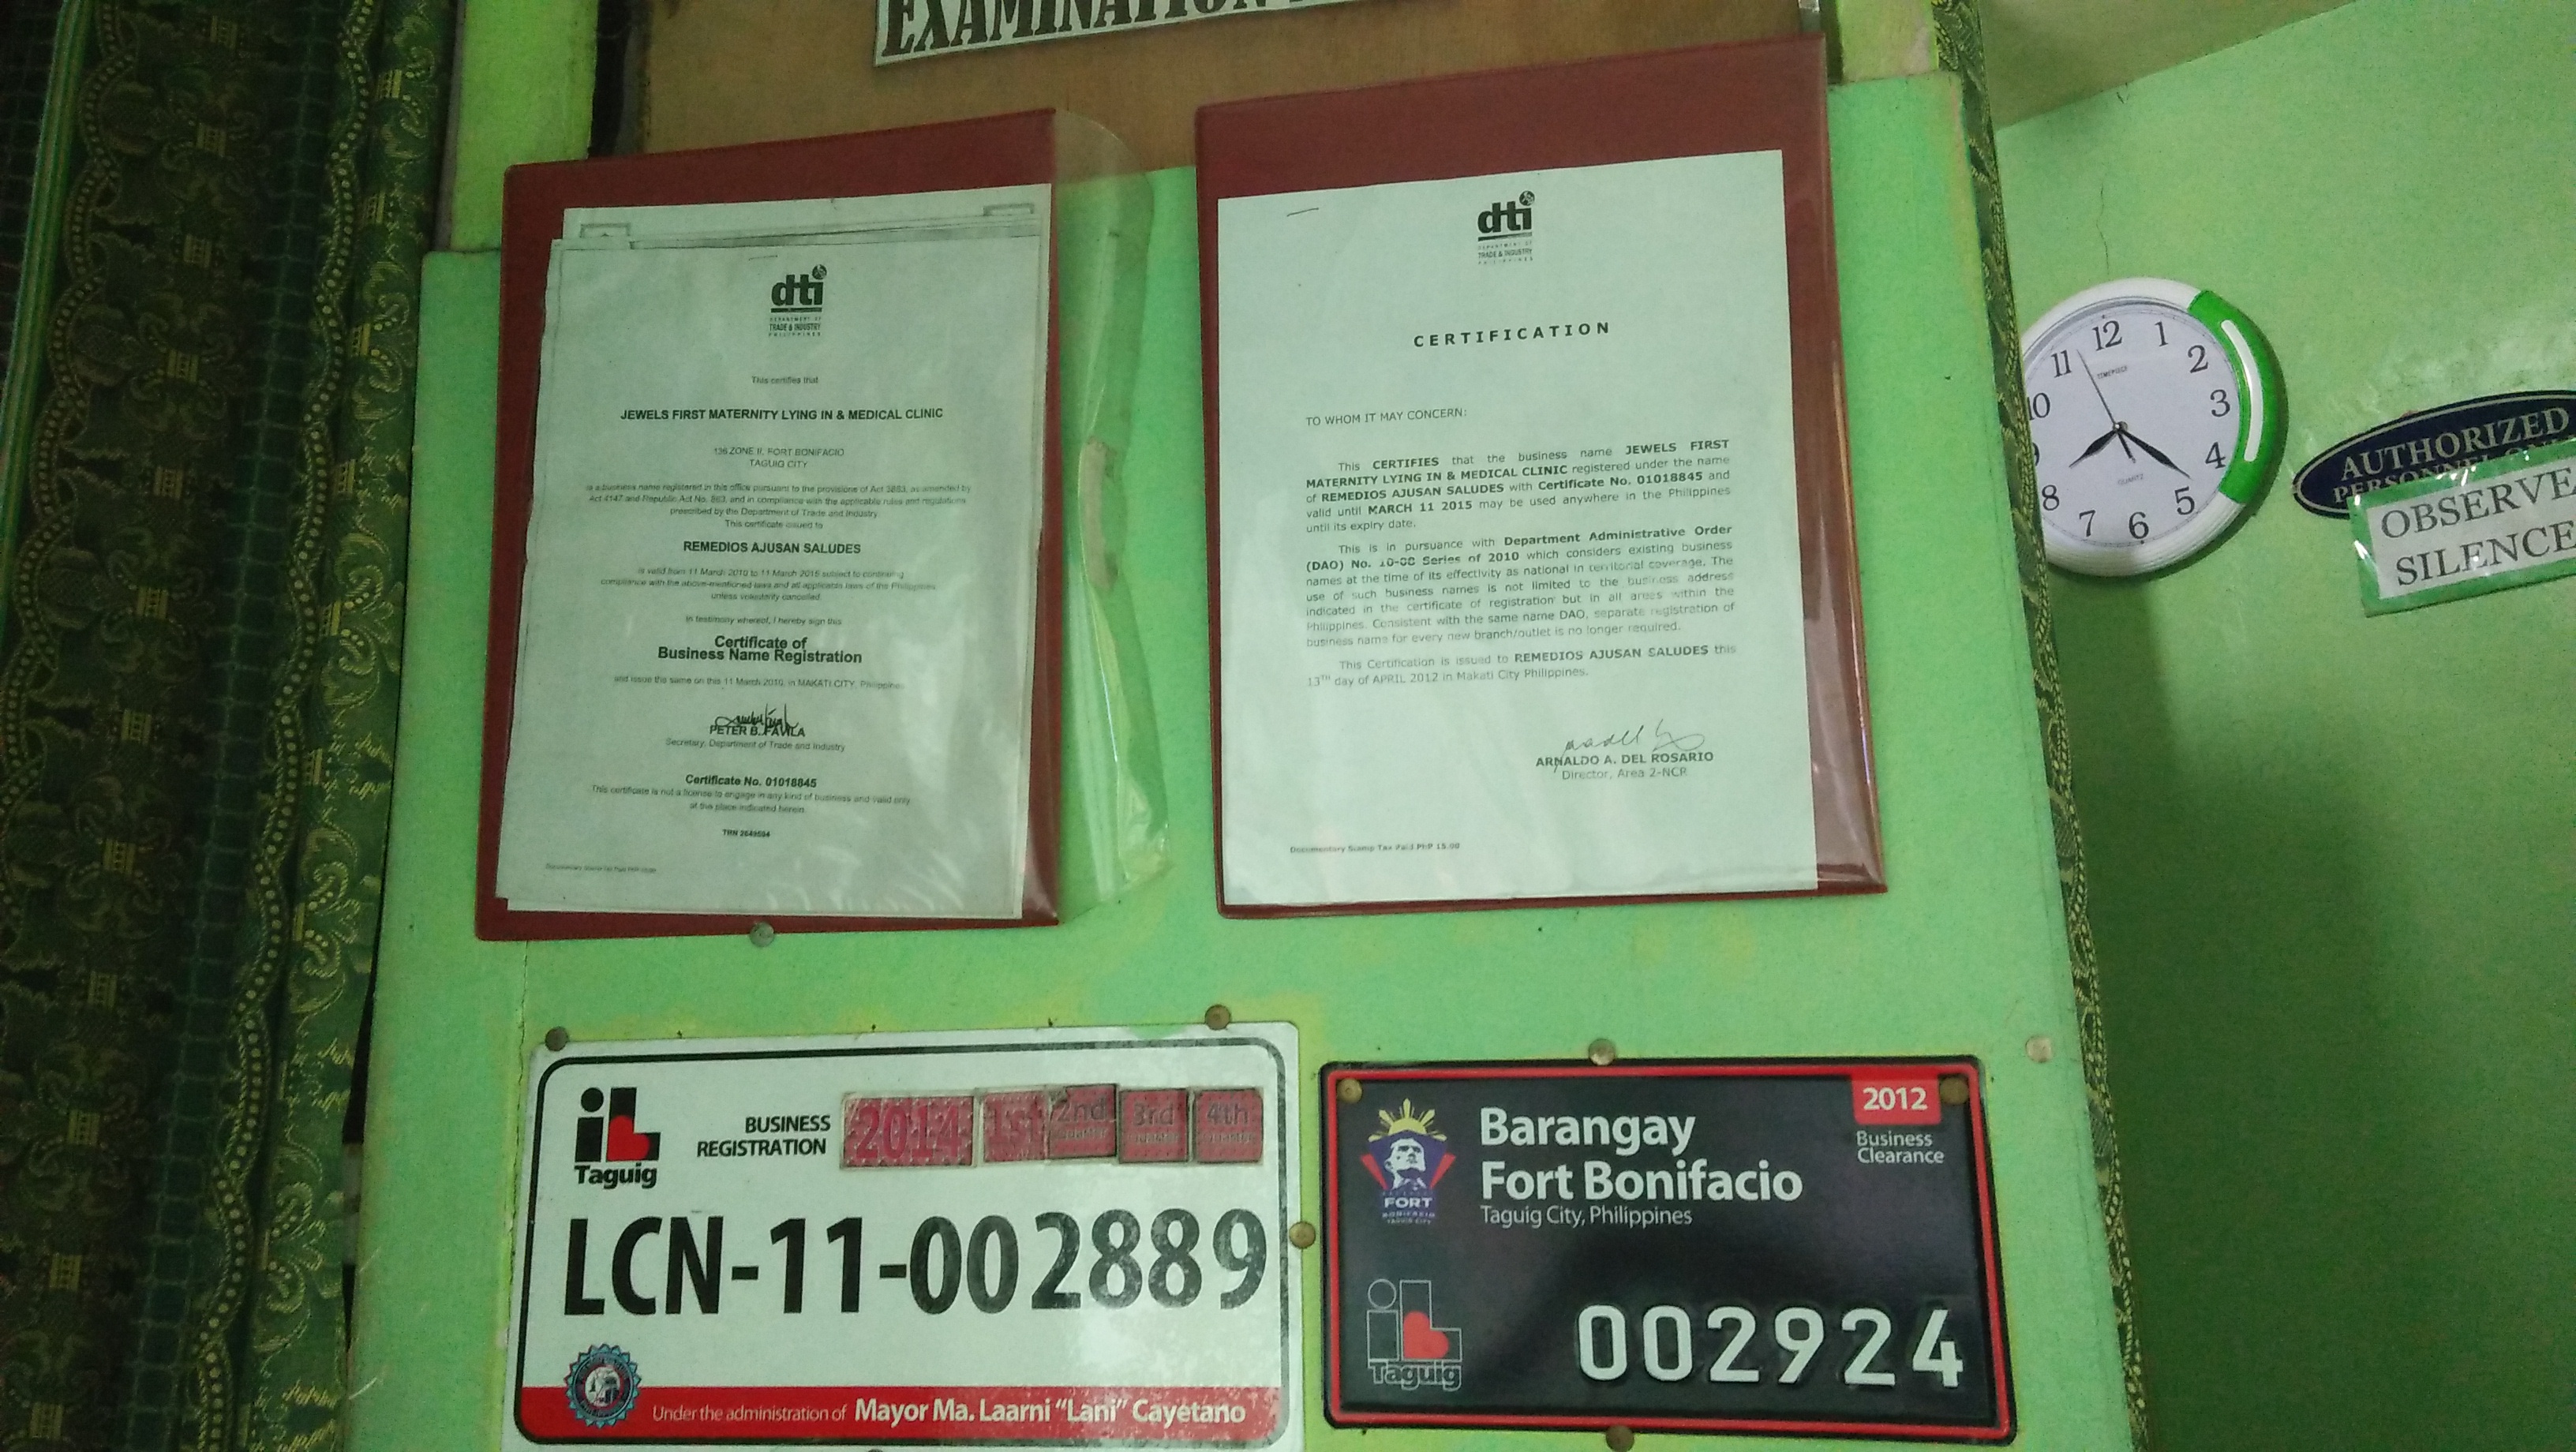 EXAMINATION
dti
DEPARTMENT OF
TRADE & INDUSTRY
PHILIPPINES
This certifies that
JEWELS FIRST MATERNITY LYING IN & MEDICAL CLINIC
136 ZONE II, FORT BONIFACIO
TAGUIG CITY
is a business name registered in this office pursuant to the provisions of Act 3883, as amended by
Act 4147 and Republic Act No. 863, and in compliance with the applicable rules and regulations
prescribed by the Department of Trade and Industry
This certificate issued to
REMEDIOS AJUSAN SALUDES
is valid from 11 March 2010 to 11 March 2015 subject to continuing
compliance with the above-mentioned laws and all applicable laws of the Philippines,
unless voluntarily cancelled.
In testimony whereof, I hereby sign this
Certificate of
Business Name Registration
and issue the same on this 11 March 2010, in MAKATI CITY, Philippines
PETER B. FAVILA
Secretary, Department of Trade and Industry
Certificate No. 01018845
This certificate is not a license to engage in any kind of business and valid only
at the place indicated herein.
TRN 2649594
dti
DEPARTMENT OF
TRADE & INDUSTRY
PHILIPPINES
CERTIFICATION
TO WHOM IT MAY CONCERN:
This CERTIFIES that the business name JEWELS FIRST
MATERNITY LYING IN & MEDICAL CLINIC registered under the name
of REMEDIOS AJUSAN SALUDES with Certificate No. 01018845 and
valid until MARCH 11 2015 may be used anywhere in the Philippines
until its expiry date.
This is in pursuance with Department Administrative Order
(DAO) No. 10-08 Series of 2010 which considers existing business
names at the time of its effectivity as national in territorial coverage. The
use of such business names is not limited to the business address
indicated in the certificate of registration but in all areas within the
Philippines. Consistent with the same name DAO, separate registration of
business name for every new branch/outlet is no longer required.
This Certification is issued to REMEDIOS AJUSAN SALUDES this
13TH day of APRIL 2012 in Makati City Philippines.
ARNALDO A. DEL ROSARIO
Director, Area 2-NCR
Documentary Stamp Tax Paid PhP 15.00
12 1 2 3 4 5 6 7 8 9 10 11
TIMEPIECE
QUARTZ
AUTHORIZED
PERSONNEL ONLY
OBSERVE
SILENCE
iL
Taguig
BUSINESS
REGISTRATION
2014 1st 2nd Quarter 3rd Quarter 4th Quarter
LCN-11-002889
Under the administration of Mayor Ma. Laarni "Lani" Cayetano
2012
Business
Clearance
Barangay
Fort Bonifacio
Taguig City, Philippines
FORT
BONIFACIO
TAGUIG CITY
iL
Taguig
002924